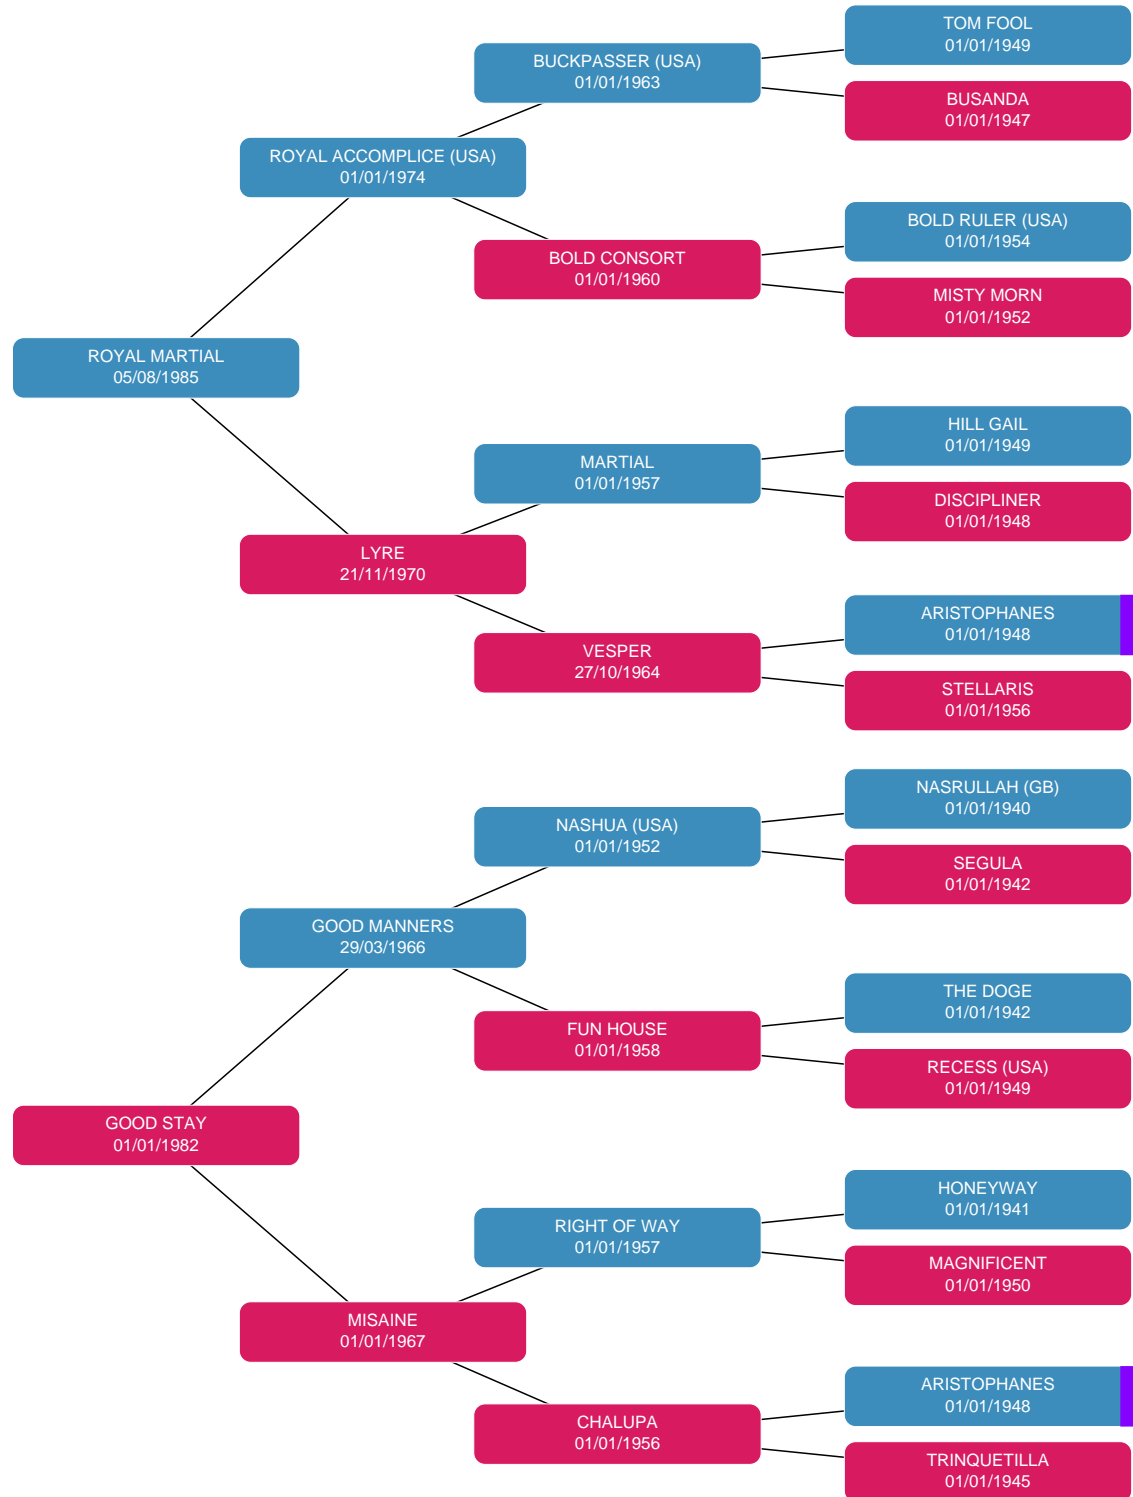 TOM FOOL
01/01/1949
BUCKPASSER (USA)
01/01/1963
BUSANDA
01/01/1947
ROYAL ACCOMPLICE (USA)
01/01/1974
BOLD RULER (USA)
01/01/1954
BOLD CONSORT
01/01/1960
MISTY MORN
01/01/1952
ROYAL MARTIAL
05/08/1985
HILL GAIL
01/01/1949
MARTIAL
01/01/1957
DISCIPLINER
01/01/1948
LYRE
21/11/1970
ARISTOPHANES
01/01/1948
VESPER
27/10/1964
STELLARIS
01/01/1956
NASRULLAH (GB)
01/01/1940
NASHUA (USA)
01/01/1952
SEGULA
01/01/1942
GOOD MANNERS
29/03/1966
THE DOGE
01/01/1942
FUN HOUSE
01/01/1958
RECESS (USA)
01/01/1949
GOOD STAY
01/01/1982
HONEYWAY
01/01/1941
RIGHT OF WAY
01/01/1957
MAGNIFICENT
01/01/1950
MISAINE
01/01/1967
ARISTOPHANES
01/01/1948
CHALUPA
01/01/1956
TRINQUETILLA
01/01/1945